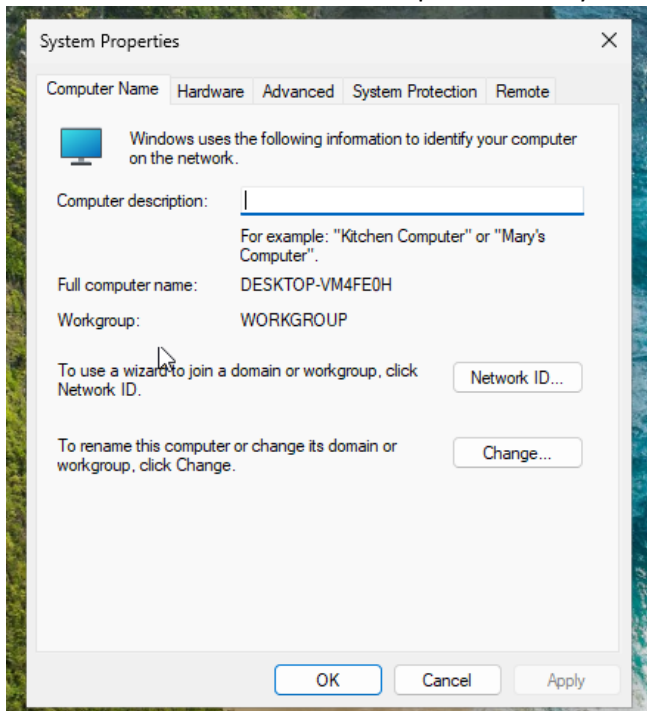 System Properties
Computer Name Hardware Advanced System Protection Remote
Windows uses the following information to identify your computer
on the network.
Computer description:
For example: "Kitchen Computer" or "Mary's
Computer".
Full computer name: DESKTOP-VM4FE0H
Workgroup: WORKGROUP
To use a wizard to join a domain or workgroup, click
Network ID.
Network ID...
To rename this computer or change its domain or
workgroup, click Change.
Change...
OK Cancel Apply